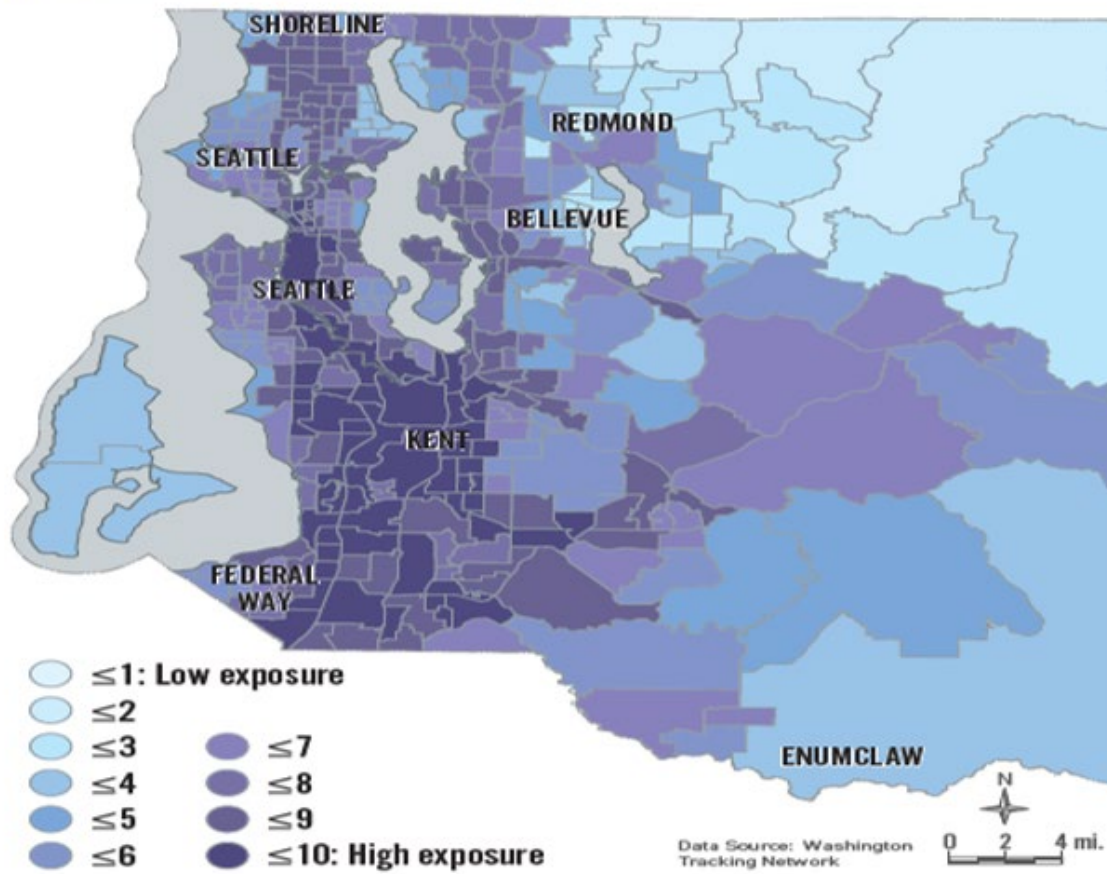 SHORELINE
REDMOND
SEATTLE
BELLEVUE
SEATTLE
KENT
FEDERAL
WAY
ENUMCLAW
≤1: Low exposure
≤2
≤3
≤4
≤5
≤6
≤7
≤8
≤9
≤10: High exposure
Data Source: Washington
Tracking Network
N
0 2 4 mi.